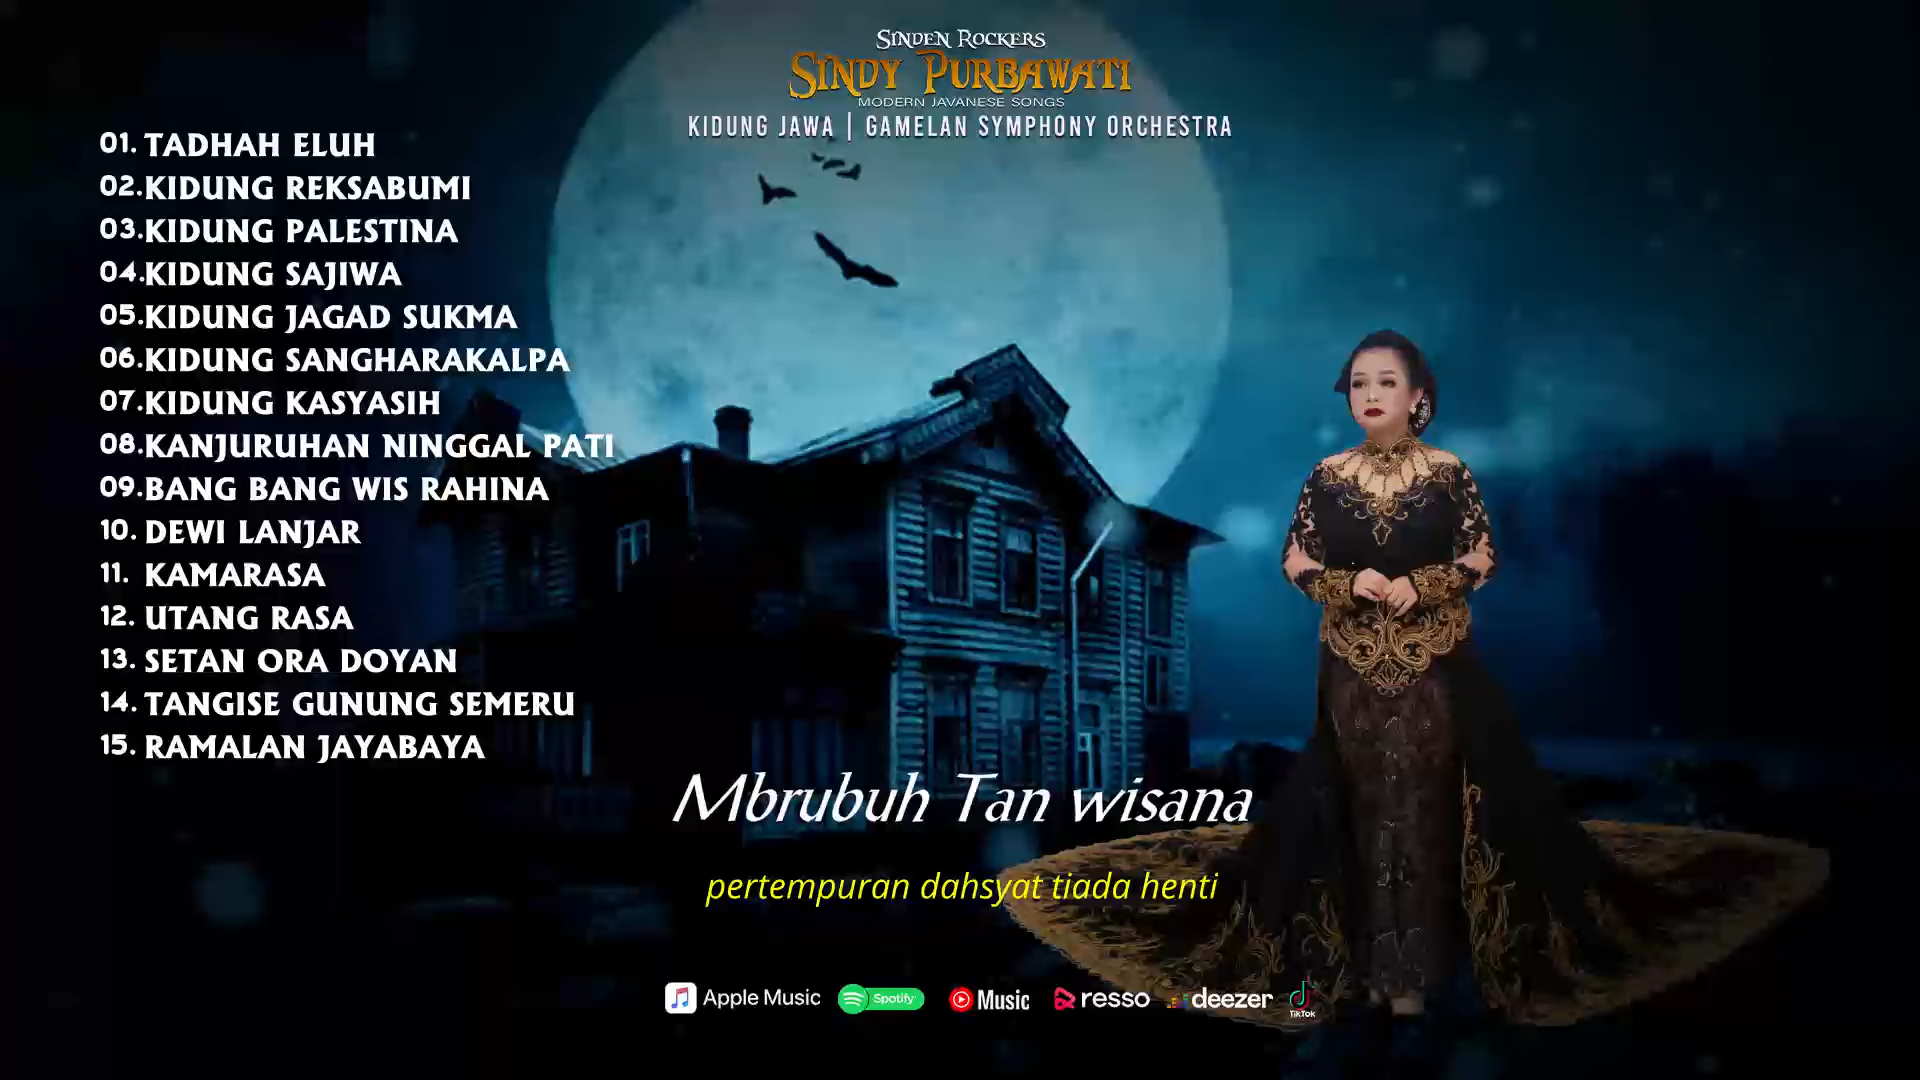 SINDEN ROCKERS
SINDY PURBAWATI
MODERN JAVANESE SONGS
KIDUNG JAWA | GAMELAN SYMPHONY ORCHESTRA
01. TADHAH ELUH
02. KIDUNG REKSABUMI
03. KIDUNG PALESTINA
04. KIDUNG SAJIWA
05. KIDUNG JAGAD SUKMA
06. KIDUNG SANGHARAKALPA
07. KIDUNG KASYASIH
08. KANJURUHAN NINGGAL PATI
09. BANG BANG WIS RAHINA
10. DEWI LANJAR
11. KAMARASA
12. UTANG RASA
13. SETAN ORA DOYAN
14. TANGISE GUNUNG SEMERU
15. RAMALAN JAYABAYA
Mbrubuh Tan wisana
pertempuran dahsyat tiada henti
Apple Music Spotify Music resso deezer TikTok